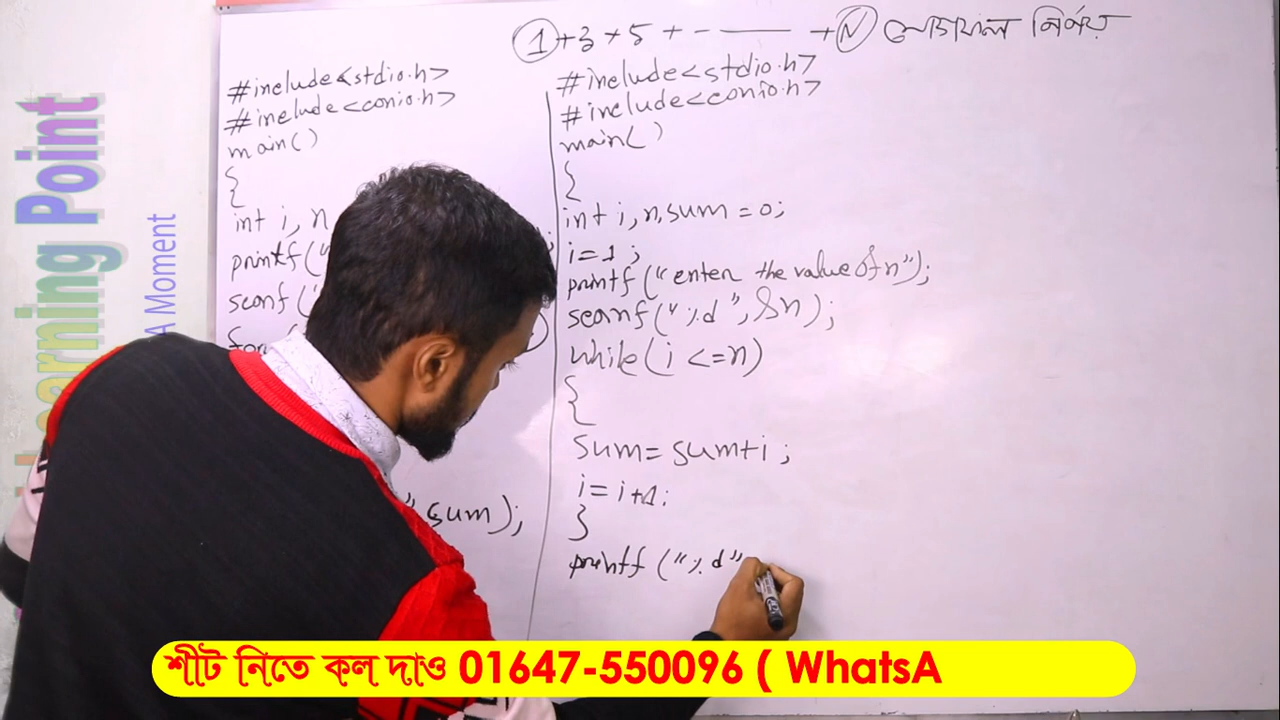 1+3+5+-——+N যোগফল নির্ণয়
#include<stdio.h>
#include<conio.h>
main()
{
int i, n
printf("
scanf("
for
", sum);
#include<stdio.h>
#include<conio.h>
main()
{
int i, n, sum = 0;
i=1;
printf("enter the value of n");
scanf("%d", &n);
while(i <=n)
{
sum= sum+i;
i=i+1;
}
printf ("%d"
Learning Point
A Moment
শীট নিতে কল দাও 01647-550096 ( WhatsA